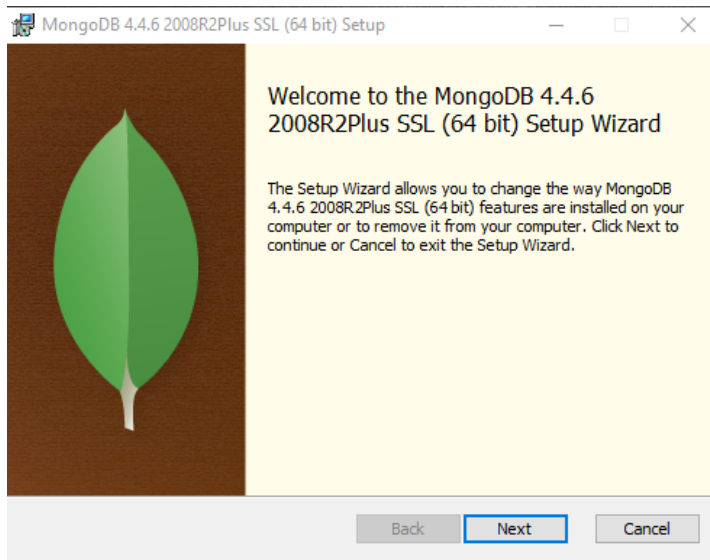 MongoDB 4.4.6 2008R2Plus SSL (64 bit) Setup
Welcome to the MongoDB 4.4.6
2008R2Plus SSL (64 bit) Setup Wizard
The Setup Wizard allows you to change the way MongoDB
4.4.6 2008R2Plus SSL (64 bit) features are installed on your
computer or to remove it from your computer. Click Next to
continue or Cancel to exit the Setup Wizard.
Back Next Cancel